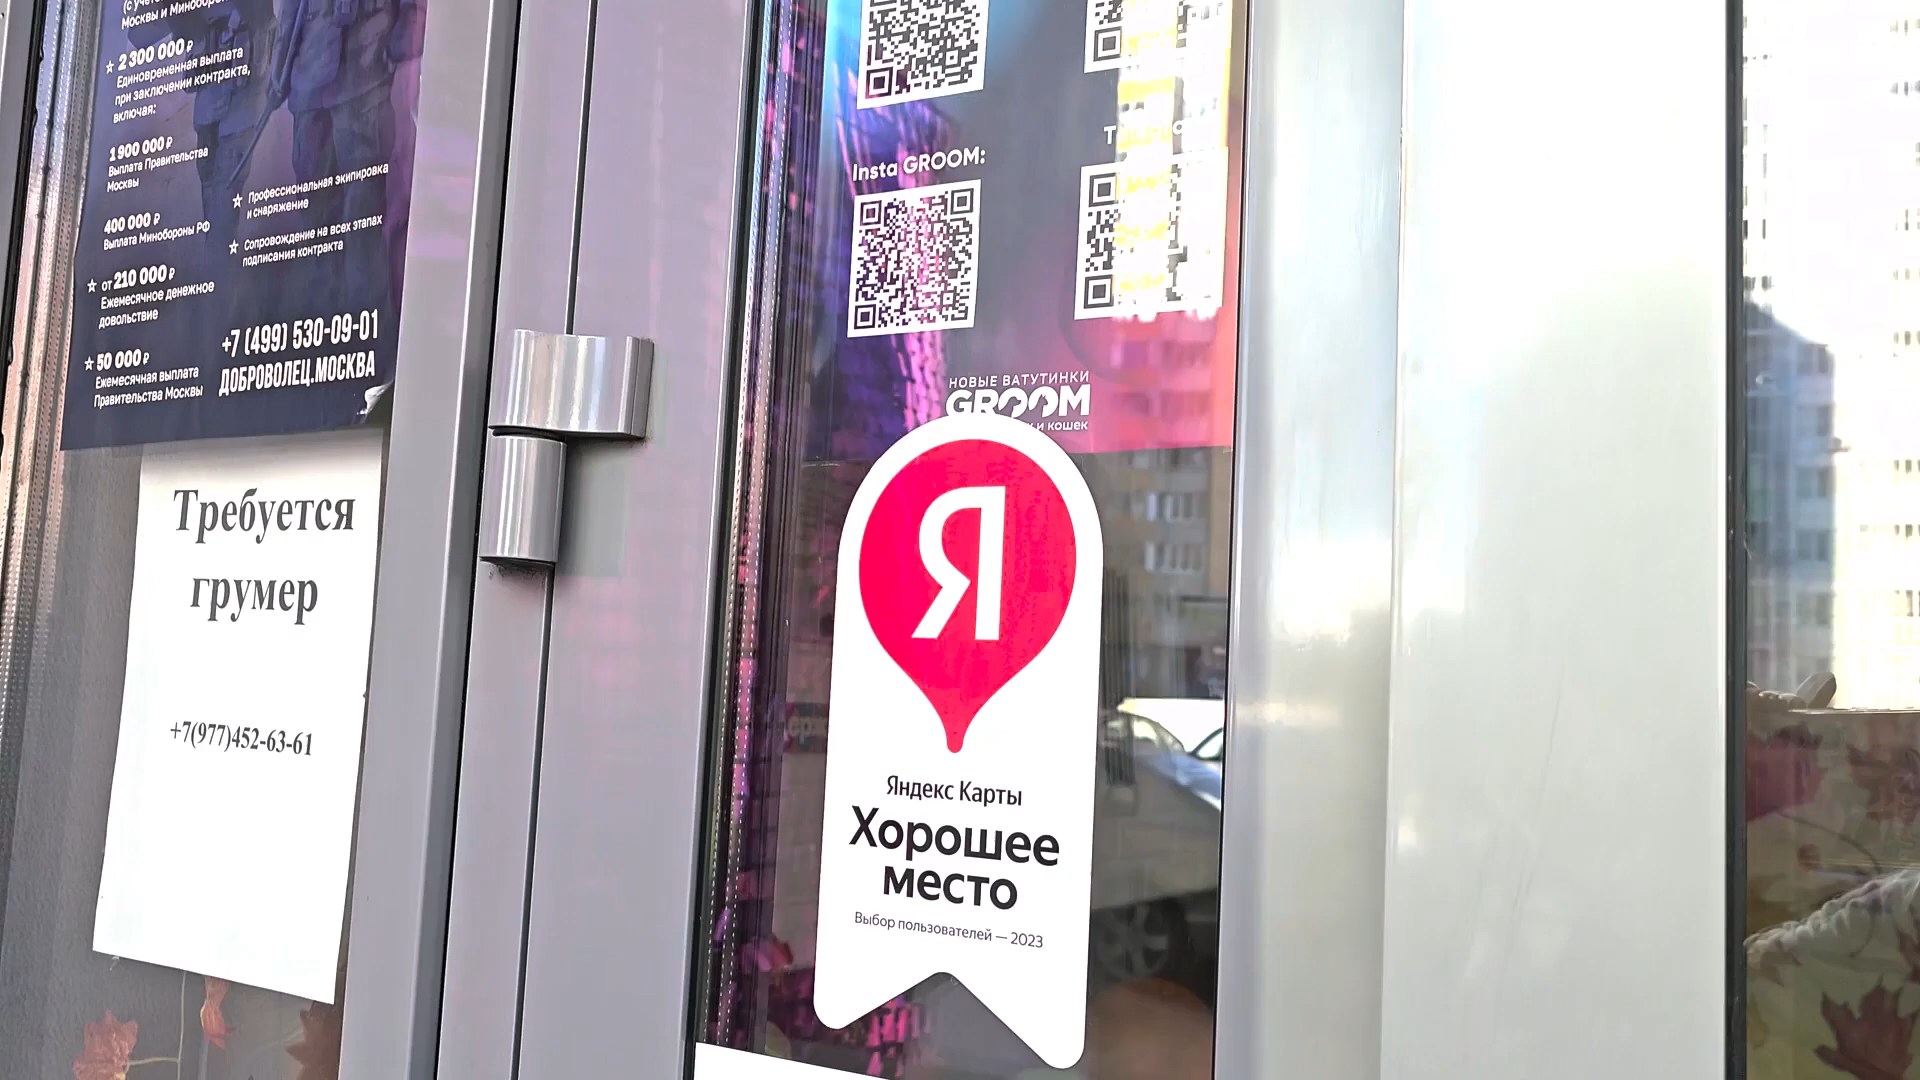 Москвы и Минобороны
★ 2 300 000 ₽
Единовременная выплата
при заключении контракта,
включая:
1 900 000 ₽
Выплата Правительства
Москвы
400 000 ₽
Выплата Минобороны РФ
★ от 210 000 ₽
Ежемесячное денежное
довольствие
★ 50 000 ₽
Ежемесячная выплата
Правительства Москвы
★ Профессиональная экипировка
и снаряжение
★ Сопровождение на всех этапах
подписания контракта
+7 (499) 530-09-01
ДОБРОВОЛЕЦ.МОСКВА
Требуется
грумер
+7(977)452-63-61
Insta GROOM:
НОВЫЕ ВАТУТИНКИ
GROOM
и кошек
Я
Яндекс Карты
Хорошее
место
Выбор пользователей — 2023